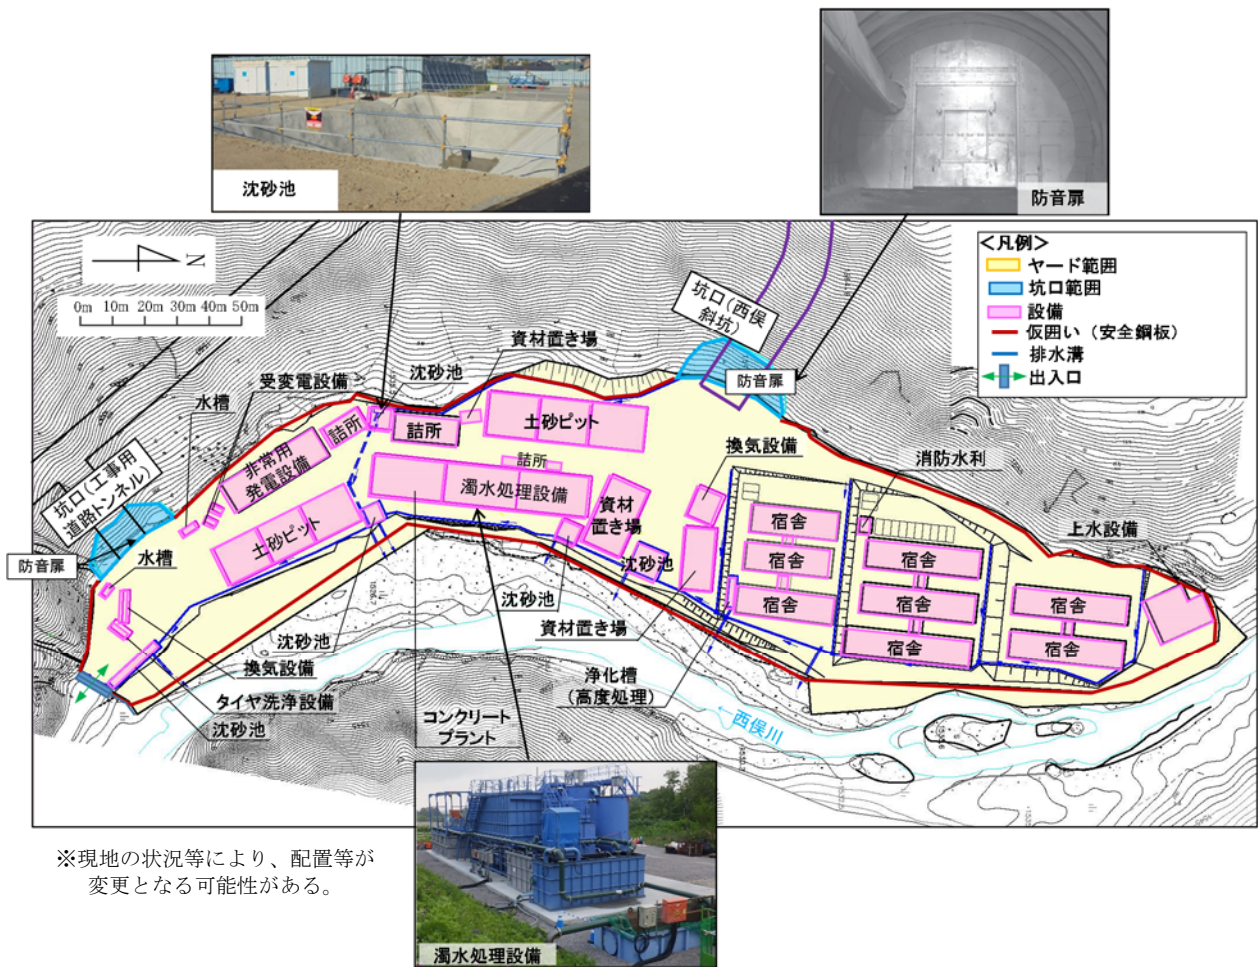 沈砂池
防音扉
N
0m 10m 20m 30m 40m 50m
<凡例>
ヤード範囲
坑口範囲
設備
仮囲い（安全鋼板）
排水溝
出入口
坑口（西俣
斜坑）
防音扉
資材置き場
沈砂池
受変電設備
水槽
詰所
詰所
土砂ピット
非常用
発電設備
詰所
濁水処理設備
換気設備
消防水利
上水設備
坑口（工事用
道路トンネル）
防音扉
水槽
土砂ピット
資材
置き場
沈砂池
沈砂池
資材置き場
宿舎
宿舎
宿舎
宿舎
宿舎
宿舎
宿舎
宿舎
沈砂池
換気設備
タイヤ洗浄設備
沈砂池
コンクリート
プラント
浄化槽
（高度処理）
←西俣川
※現地の状況等により、配置等が
変更となる可能性がある。
濁水処理設備